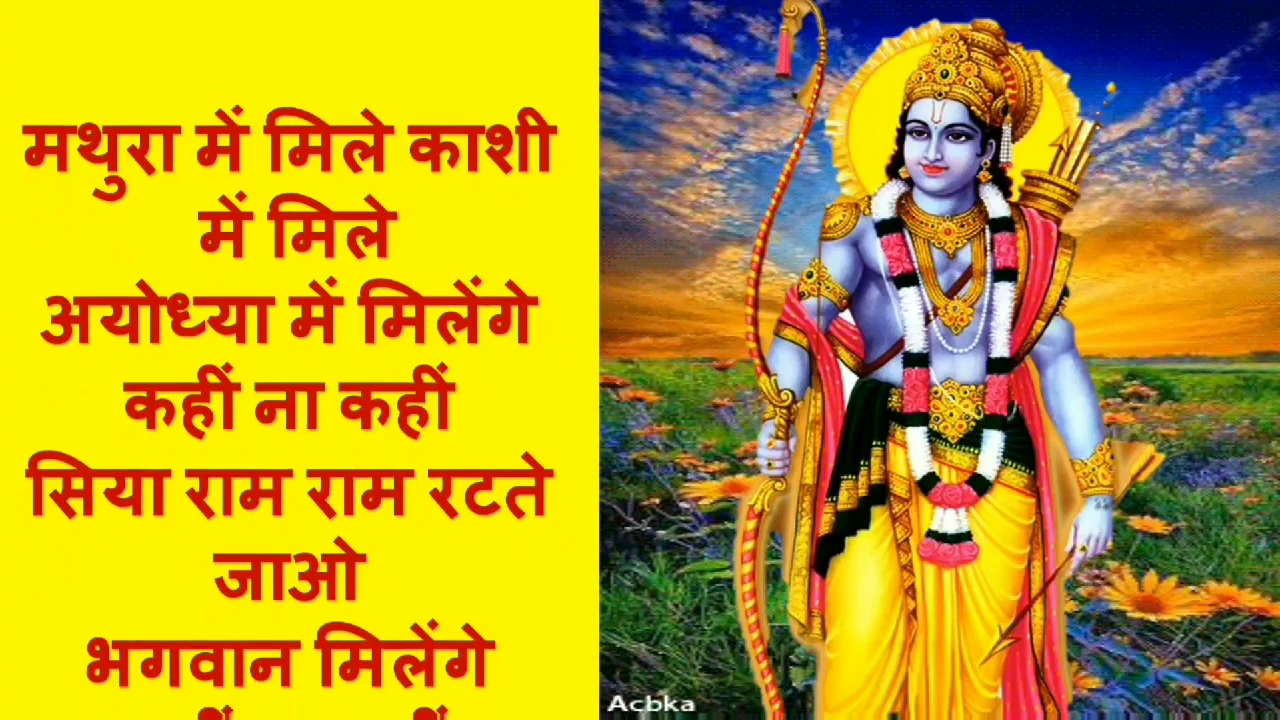 मथुरा में मिले काशी
में मिले
अयोध्या में मिलेंगे
कहीं ना कहीं
सिया राम राम रटते
जाओ
भगवान मिलेंगे
Acbka